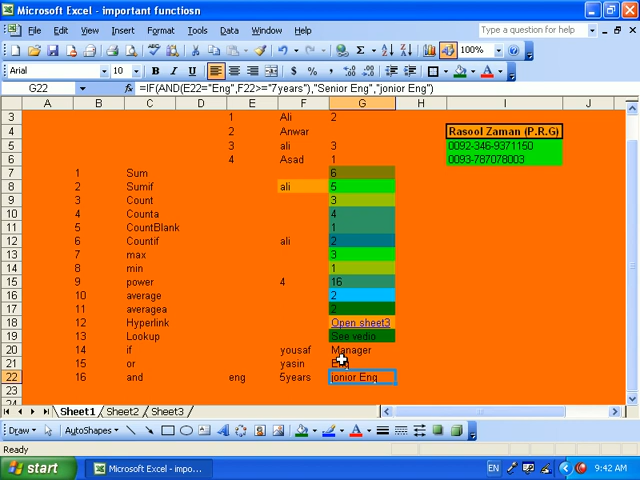 Microsoft Excel - important functiosn
File Edit View Insert Format Tools Data Window Help
Type a question for help
100%
Arial 10 B I U
G22 =IF(AND(E22="Eng",F22>="7years"),"Senior Eng","jonior Eng")
A B C D E F G H I J
3 1 Ali 2
4 2 Anwar Rasool Zaman (P.R.G)
5 3 ali 3 0092-346-9371150
6 4 Asad 1 0093-787078003
7 1 Sum 6
8 2 Sumif ali 5
9 3 Count 3
10 4 Counta 4
11 5 CountBlank 1
12 6 Countif ali 2
13 7 max 3
14 8 min 1
15 9 power 4 16
16 10 average 2
17 11 averagea 2
18 12 Hyperlink Open sheet3
19 13 Lookup See vedio
20 14 if yousaf Manager
21 15 or yasin Eng
22 16 and eng 5years jonior Eng
23
24
Sheet1 Sheet2 Sheet3
Draw AutoShapes
Ready
start Microsoft Excel - impo... EN 9:42 AM